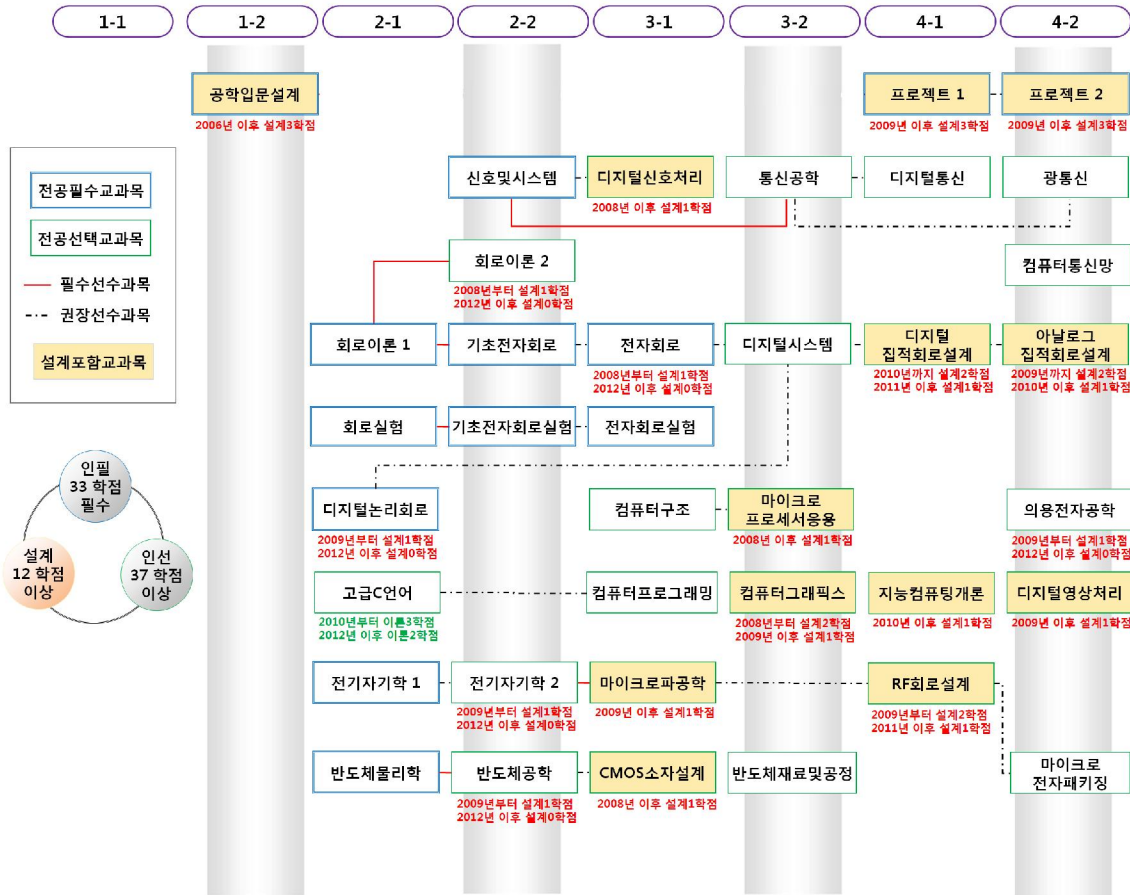 1-1 1-2 2-1 2-2 3-1 3-2 4-1 4-2
공학입문설계 프로젝트 1 프로젝트 2
2006년 이후 설계3학점 2009년 이후 설계3학점 2009년 이후 설계3학점
전공필수교과목
전공선택교과목
필수선수과목
권장선수과목
설계포함교과목
신호및시스템 디지털신호처리 통신공학 디지털통신 광통신
2008년 이후 설계1학점
회로이론 2 컴퓨터통신망
2008년부터 설계1학점
2012년 이후 설계0학점
회로이론 1 기초전자회로 전자회로 디지털시스템 디지털 집적회로설계 아날로그 집적회로설계
2008년부터 설계1학점 2010년까지 설계2학점 2009년까지 설계2학점
2012년 이후 설계0학점 2011년 이후 설계1학점 2010년 이후 설계1학점
회로실험 기초전자회로실험 전자회로실험
인필
33 학점
필수
설계
12 학점
이상
인선
37 학점
이상
디지털논리회로 컴퓨터구조 마이크로 프로세서응용 의용전자공학
2009년부터 설계1학점 2008년 이후 설계1학점 2009년부터 설계1학점
2012년 이후 설계0학점 2012년 이후 설계0학점
고급C언어 컴퓨터프로그래밍 컴퓨터그래픽스 지능컴퓨팅개론 디지털영상처리
2010년부터 이론3학점 2008년부터 설계2학점 2010년 이후 설계1학점 2009년 이후 설계1학점
2012년 이후 이론2학점 2009년 이후 설계1학점
전기자기학 1 전기자기학 2 마이크로파공학 RF회로설계
2009년부터 설계1학점 2009년 이후 설계1학점 2009년부터 설계2학점
2012년 이후 설계0학점 2011년 이후 설계1학점
반도체물리학 반도체공학 CMOS소자설계 반도체재료및공정 마이크로 전자패키징
2009년부터 설계1학점 2008년 이후 설계1학점
2012년 이후 설계0학점